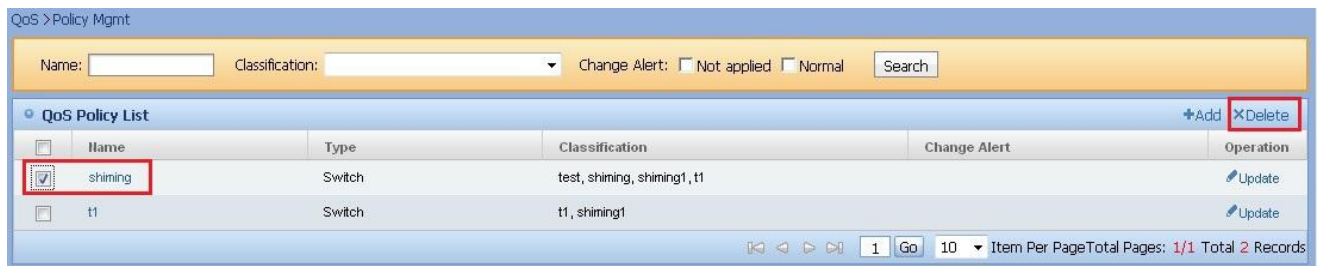 QoS >Policy Mgmt
Name: Classification: Change Alert: Not applied Normal Search
QoS Policy List +Add ×Delete
Name Type Classification Change Alert Operation
shiming Switch test, shiming, shiming1, t1 Update
t1 Switch t1, shiming1 Update
1 Go 10 Item Per PageTotal Pages: 1/1 Total 2 Records